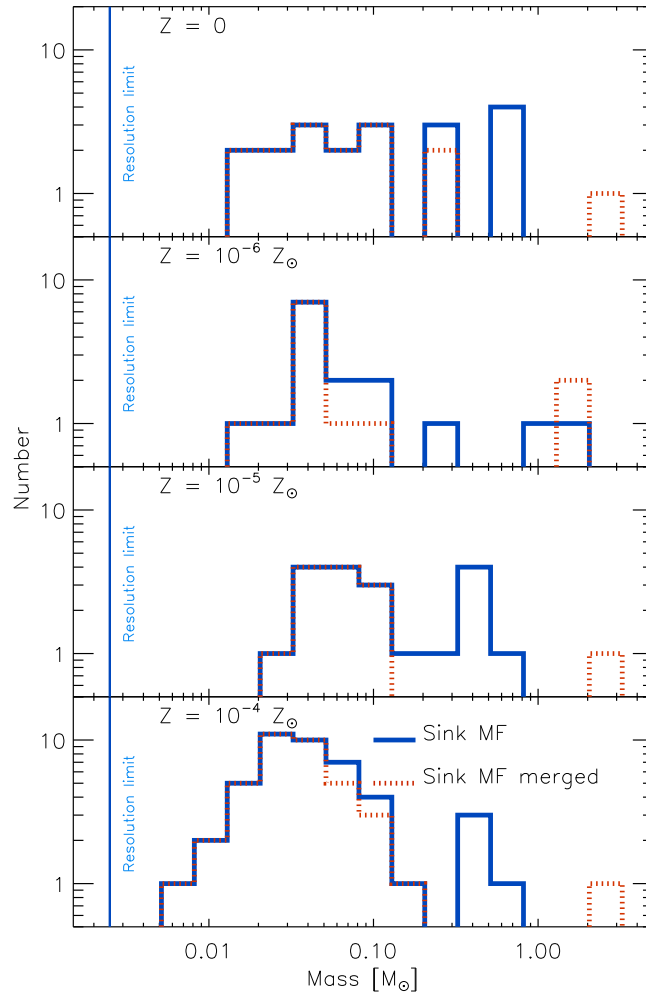 Z = 0
10
1
Resolution limit
Z = 10⁻⁶ Z☉
10
1
Resolution limit
Number
Z = 10⁻⁵ Z☉
10
1
Resolution limit
Z = 10⁻⁴ Z☉
10
1
Resolution limit
Sink MF
Sink MF merged
0.01 0.10 1.00
Mass [M☉]